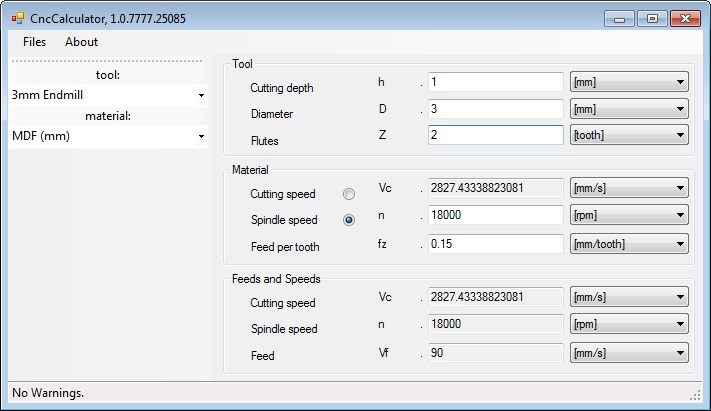 CncCalculator, 1.0.7777.25085
Files About
tool:
3mm Endmill
material:
MDF (mm)
Tool
Cutting depth h . 1 [mm]
Diameter D . 3 [mm]
Flutes Z . 2 [tooth]
Material
Cutting speed Vc . 2827.43338823081 [mm/s]
Spindle speed n . 18000 [rpm]
Feed per tooth fz . 0.15 [mm/tooth]
Feeds and Speeds
Cutting speed Vc . 2827.43338823081 [mm/s]
Spindle speed n . 18000 [rpm]
Feed Vf . 90 [mm/s]
No Warnings.